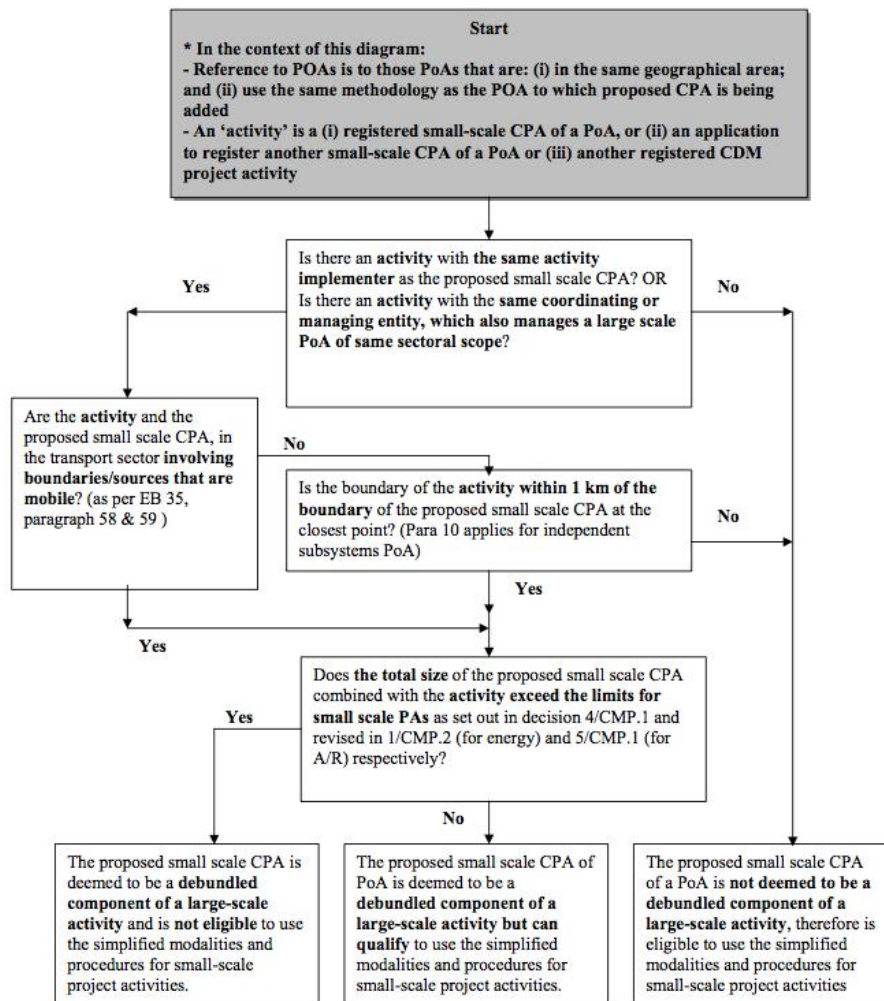 Start
* In the context of this diagram:
- Reference to POAs is to those PoAs that are: (i) in the same geographical area;
and (ii) use the same methodology as the POA to which proposed CPA is being
added
- An ‘activity’ is a (i) registered small-scale CPA of a PoA, or (ii) an application
to register another small-scale CPA of a PoA or (iii) another registered CDM
project activity
Is there an activity with the same activity
implementer as the proposed small scale CPA? OR
Is there an activity with the same coordinating or
managing entity, which also manages a large scale
PoA of same sectoral scope?
Yes
No
Are the activity and the
proposed small scale CPA, in
the transport sector involving
boundaries/sources that are
mobile? (as per EB 35,
paragraph 58 & 59 )
No
Is the boundary of the activity within 1 km of the
boundary of the proposed small scale CPA at the
closest point? (Para 10 applies for independent
subsystems PoA)
No
Yes
Yes
Does the total size of the proposed small scale CPA
combined with the activity exceed the limits for
small scale PAs as set out in decision 4/CMP.1 and
revised in 1/CMP.2 (for energy) and 5/CMP.1 (for
A/R) respectively?
Yes
No
The proposed small scale CPA is
deemed to be a debundled
component of a large-scale
activity and is not eligible to use
the simplified modalities and
procedures for small-scale
project activities.
The proposed small scale CPA of
PoA is deemed to be a
debundled component of a
large-scale activity but can
qualify to use the simplified
modalities and procedures for
small-scale project activities.
The proposed small scale CPA
of a PoA is not deemed to be a
debundled component of a
large-scale activity, therefore is
eligible to use the simplified
modalities and procedures for
small-scale project activities